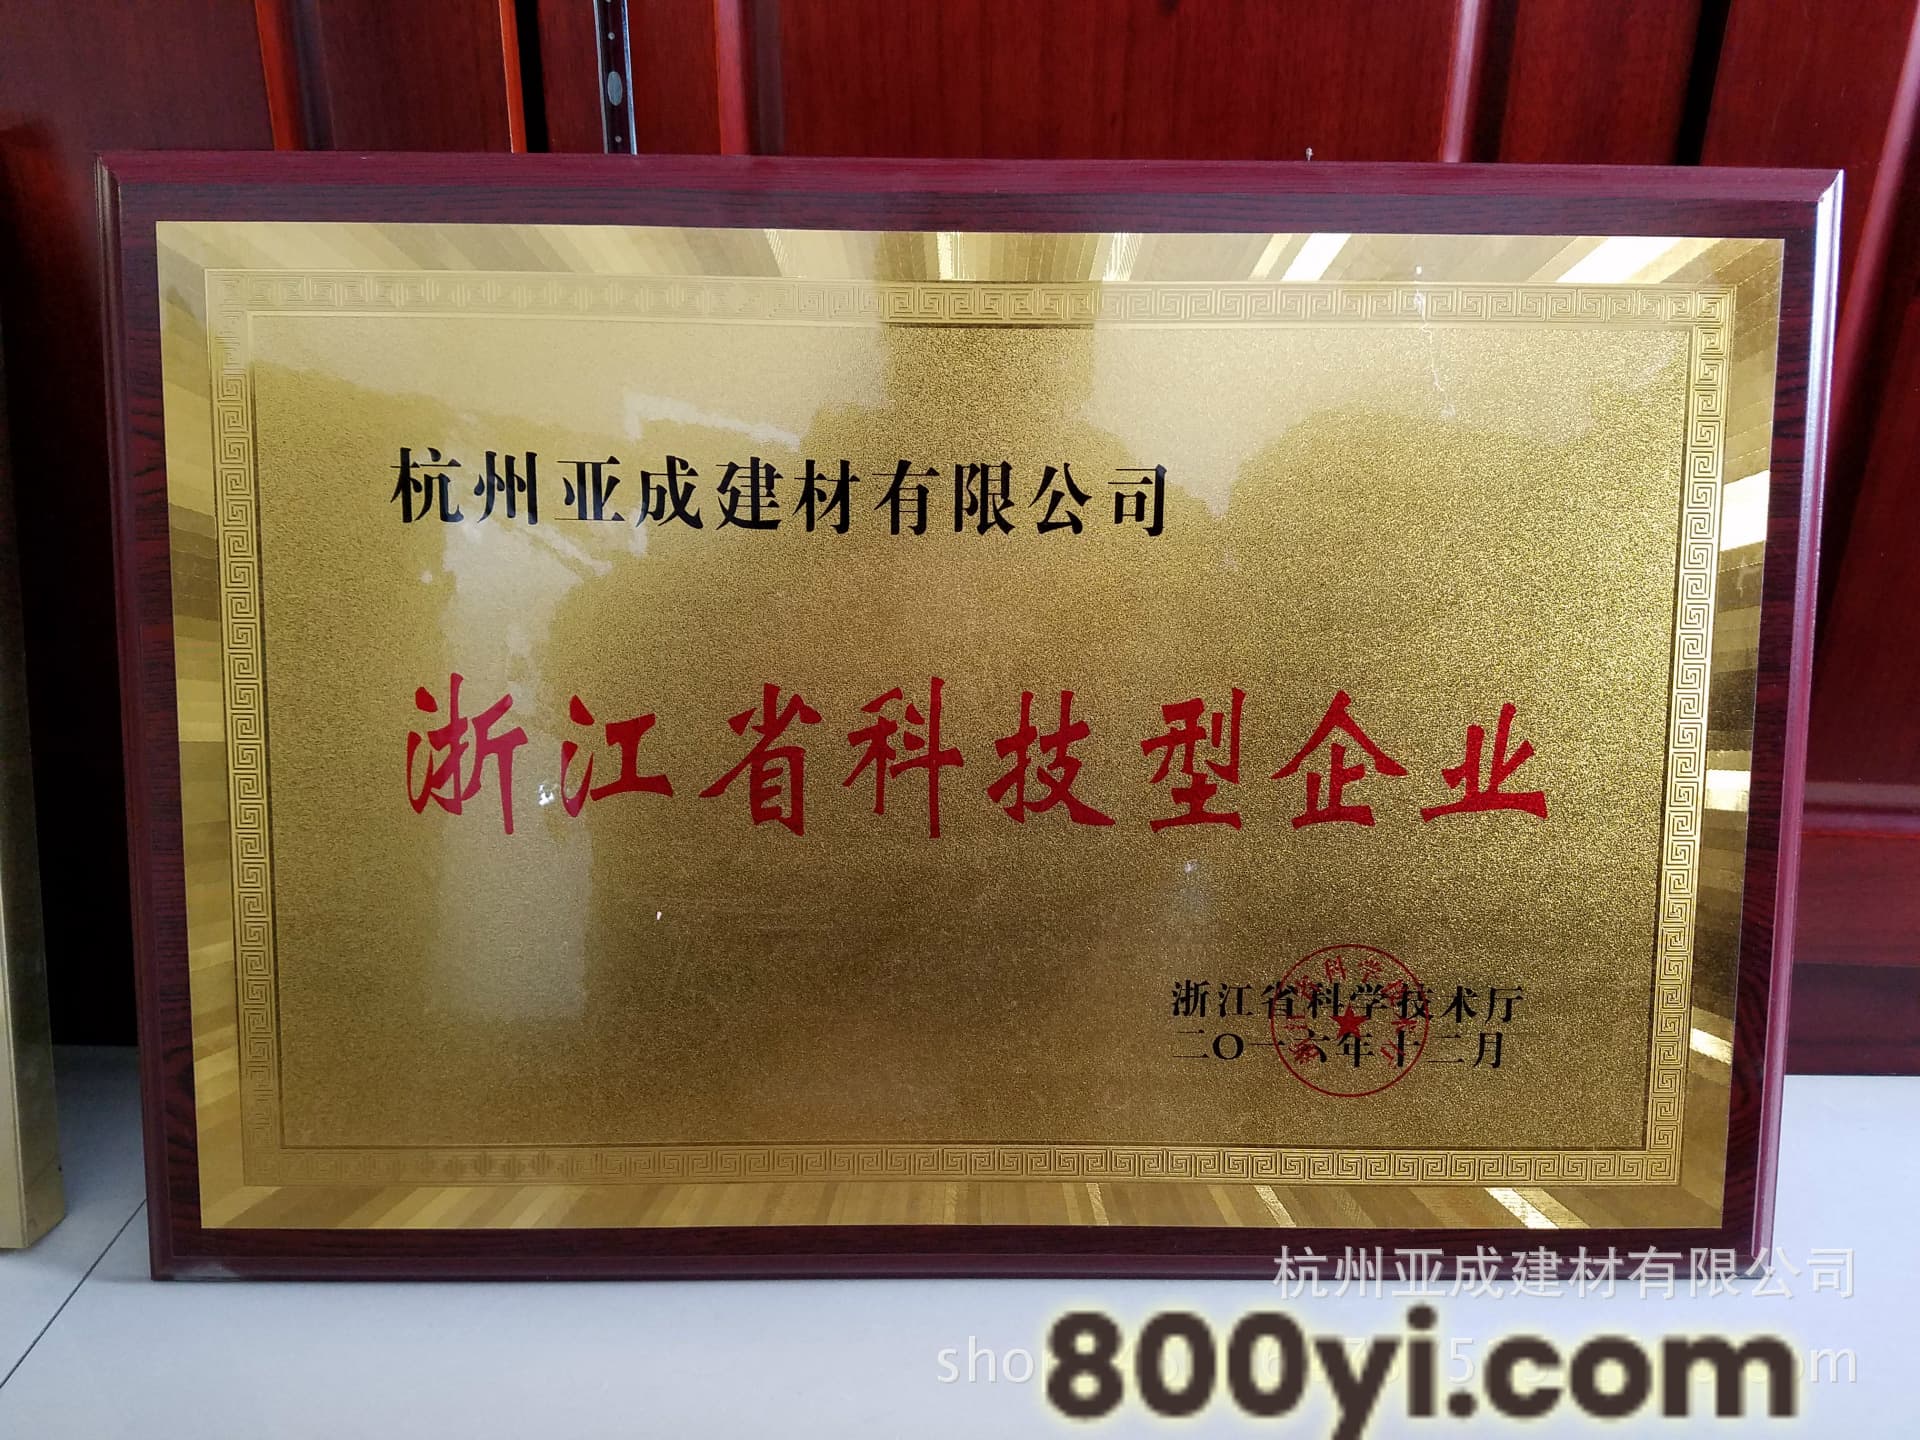 杭州亚成建材有限公司
浙江省科技型企业
浙江省科学技术厅
二〇一六年十二月
杭州亚成建材有限公司
800yi.com